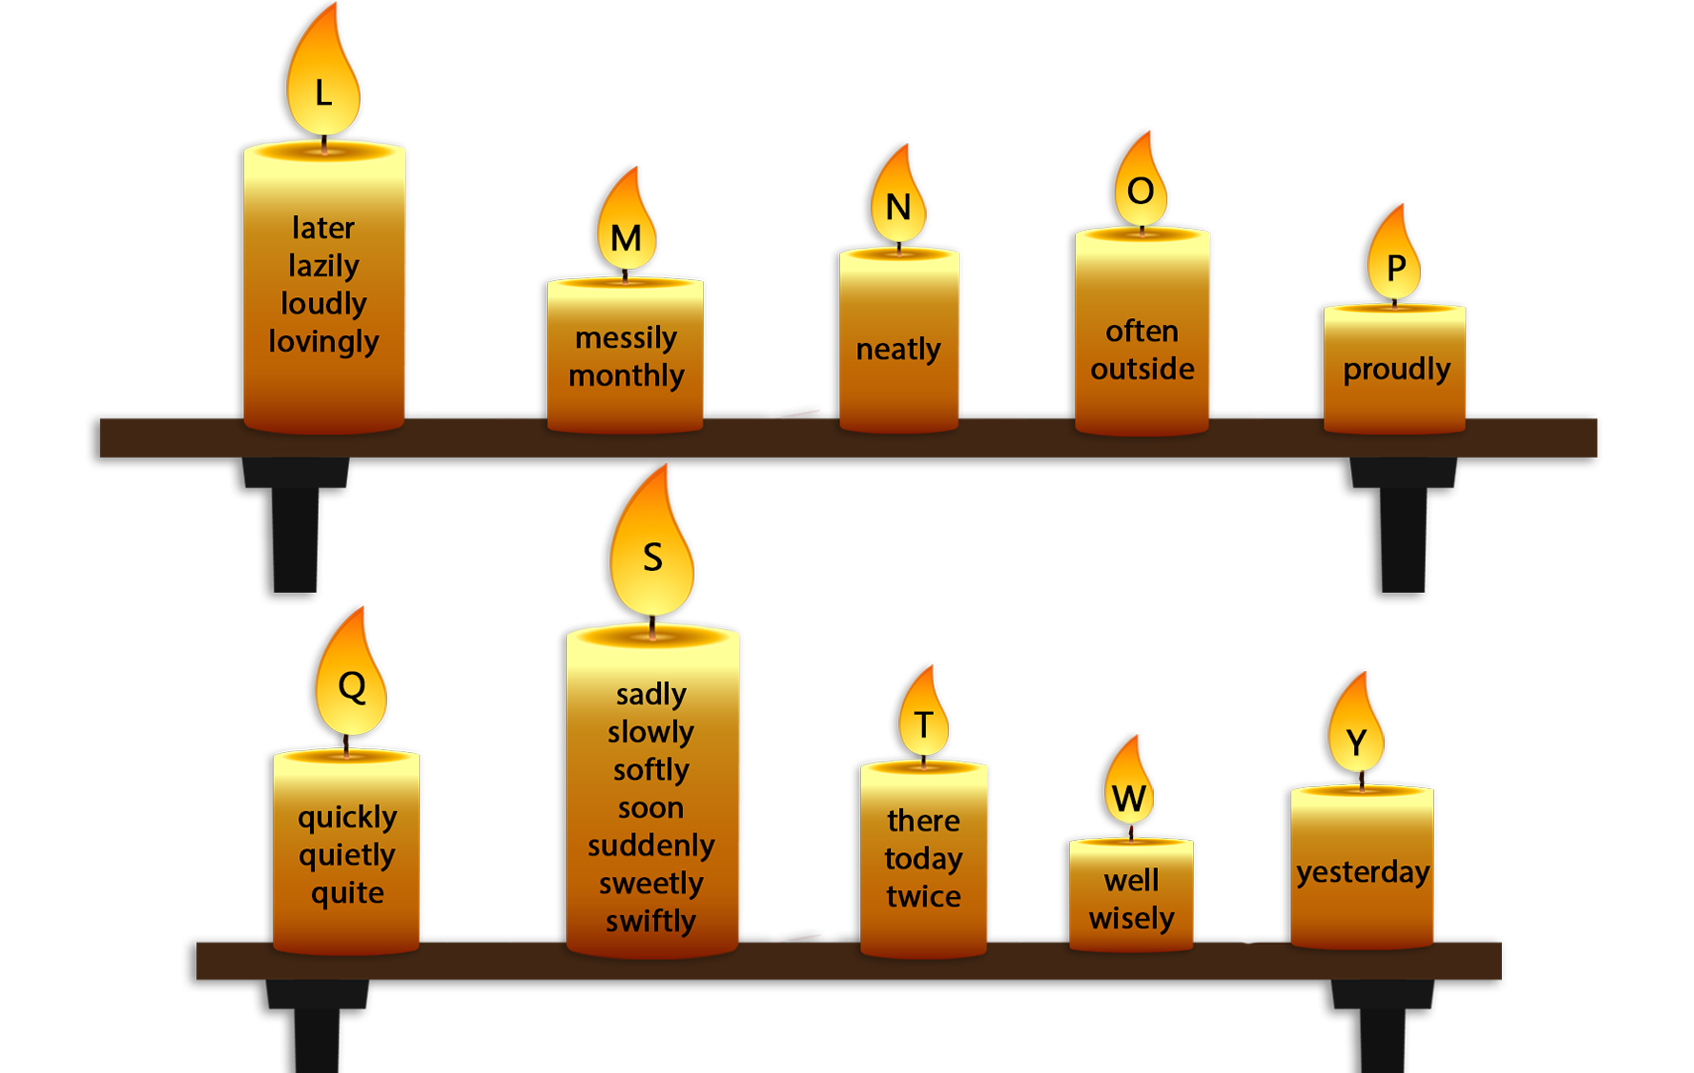 L
later
lazily
loudly
lovingly
M
messily
monthly
N
neatly
O
often
outside
P
proudly
Q
quickly
quietly
quite
S
sadly
slowly
softly
soon
suddenly
sweetly
swiftly
T
there
today
twice
W
well
wisely
Y
yesterday